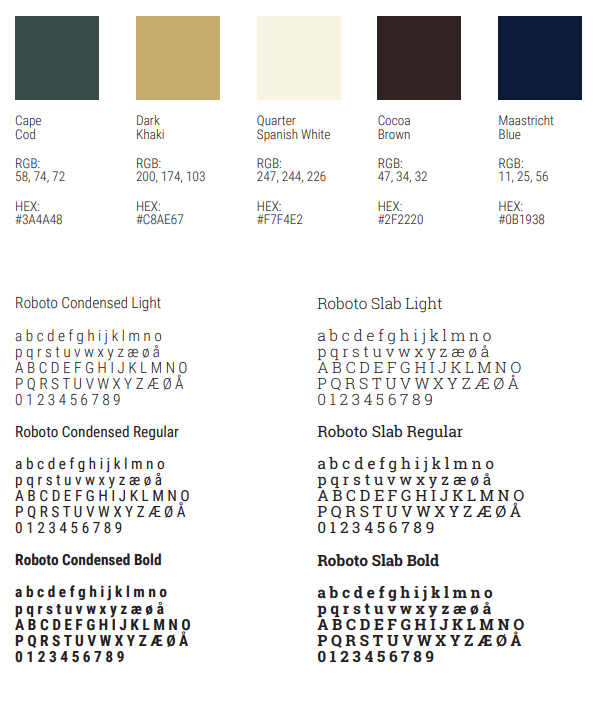 Cape
Cod
RGB:
58, 74, 72
HEX:
#3A4A48
Dark
Khaki
RGB:
200, 174, 103
HEX:
#C8AE67
Quarter
Spanish White
RGB:
247, 244, 226
HEX:
#F7F4E2
Cocoa
Brown
RGB:
47, 34, 32
HEX:
#2F2220
Maastricht
Blue
RGB:
11, 25, 56
HEX:
#0B1938
Roboto Condensed Light
a b c d e f g h i j k l m n o
p q r s t u v w x y z æ ø å
A B C D E F G H I J K L M N O
P Q R S T U V W X Y Z Æ Ø Å
0 1 2 3 4 5 6 7 8 9
Roboto Condensed Regular
a b c d e f g h i j k l m n o
p q r s t u v w x y z æ ø å
A B C D E F G H I J K L M N O
P Q R S T U V W X Y Z Æ Ø Å
0 1 2 3 4 5 6 7 8 9
Roboto Condensed Bold
a b c d e f g h i j k l m n o
p q r s t u v w x y z æ ø å
A B C D E F G H I J K L M N O
P Q R S T U V W X Y Z Æ Ø Å
0 1 2 3 4 5 6 7 8 9
Roboto Slab Light
a b c d e f g h i j k l m n o
p q r s t u v w x y z æ ø å
A B C D E F G H I J K L M N O
P Q R S T U V W X Y Z Æ Ø Å
0 1 2 3 4 5 6 7 8 9
Roboto Slab Regular
a b c d e f g h i j k l m n o
p q r s t u v w x y z æ ø å
A B C D E F G H I J K L M N O
P Q R S T U V W X Y Z Æ Ø Å
0 1 2 3 4 5 6 7 8 9
Roboto Slab Bold
a b c d e f g h i j k l m n o
p q r s t u v w x y z æ ø å
A B C D E F G H I J K L M N O
P Q R S T U V W X Y Z Æ Ø Å
0 1 2 3 4 5 6 7 8 9